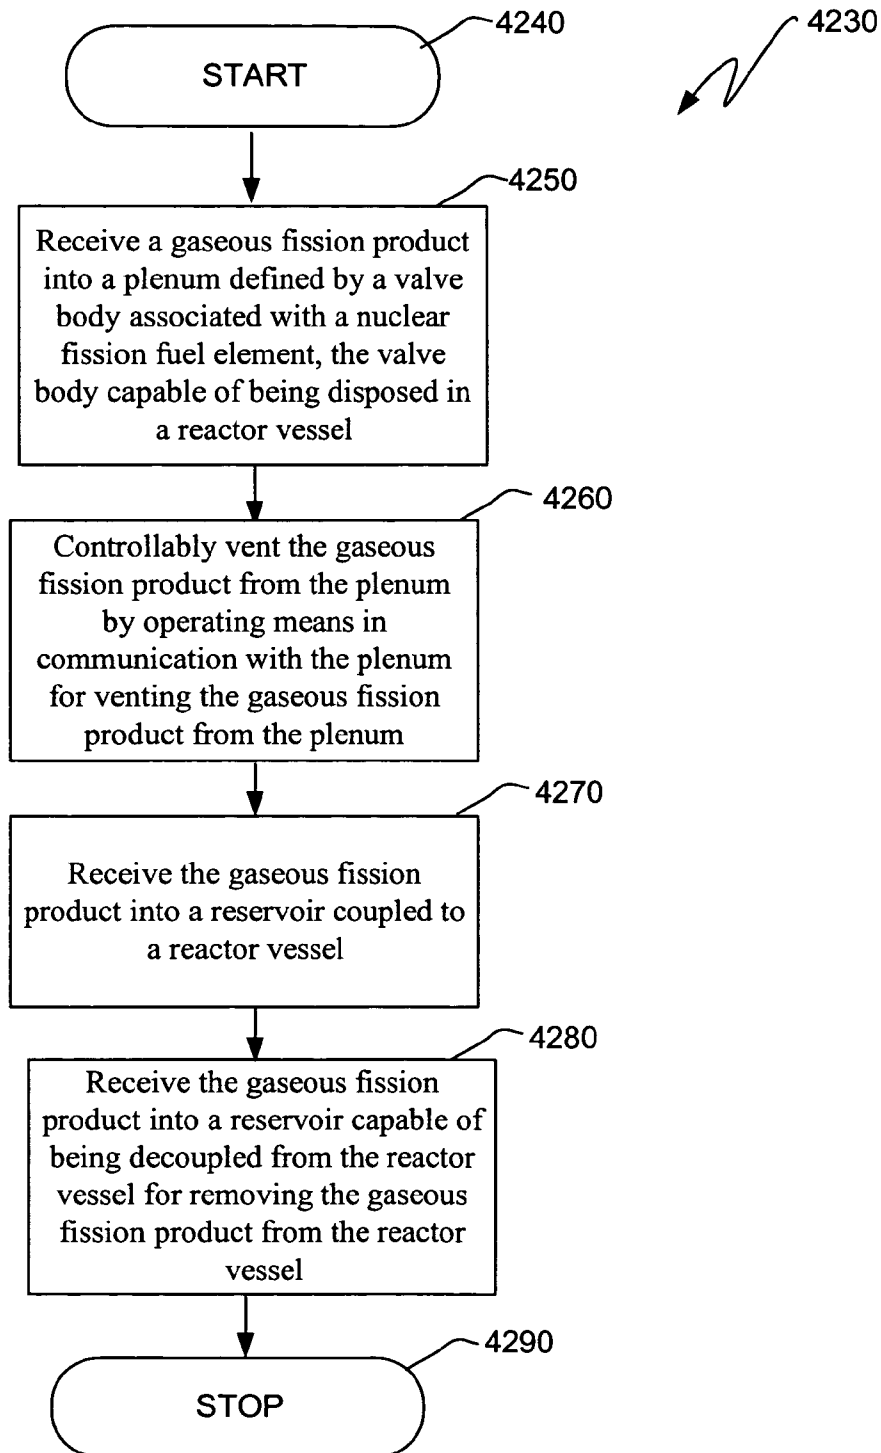 4240
4230
START
4250
Receive a gaseous fission product
into a plenum defined by a valve
body associated with a nuclear
fission fuel element, the valve
body capable of being disposed in
a reactor vessel
4260
Controllably vent the gaseous
fission product from the plenum
by operating means in
communication with the plenum
for venting the gaseous fission
product from the plenum
4270
Receive the gaseous fission
product into a reservoir coupled to
a reactor vessel
4280
Receive the gaseous fission
product into a reservoir capable of
being decoupled from the reactor
vessel for removing the gaseous
fission product from the reactor
vessel
4290
STOP